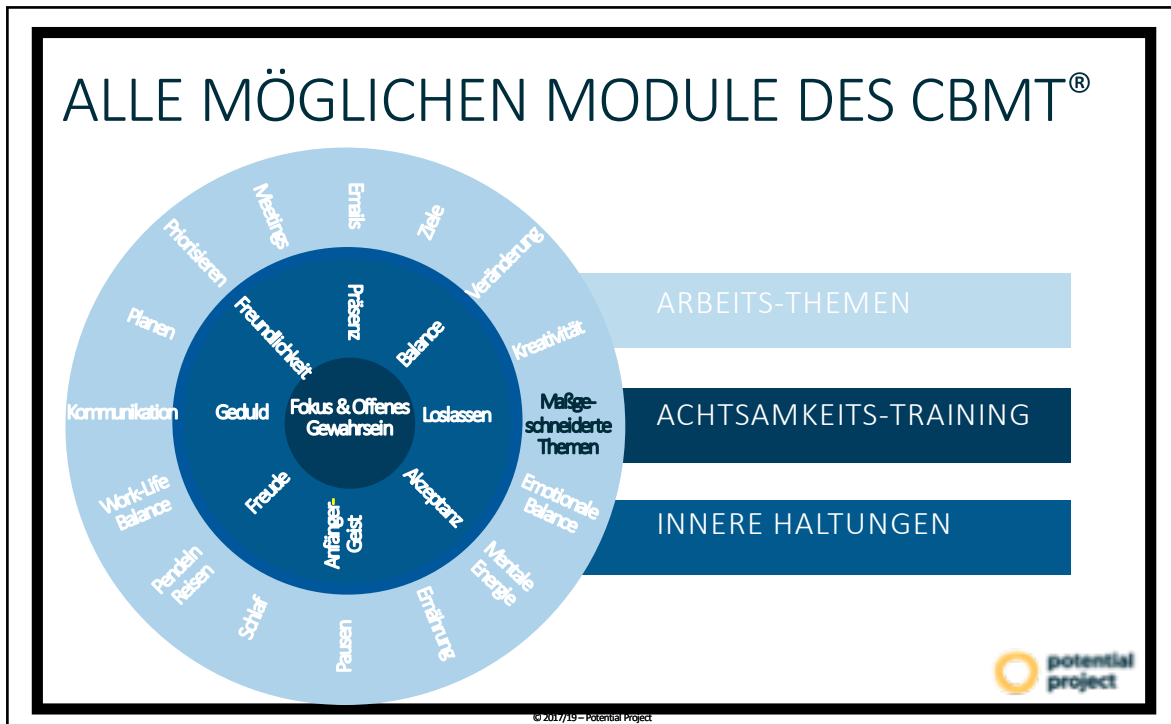 ALLE MÖGLICHEN MODULE DES CBMT®
Emails
Ziele
Veränderung
Kreativität
Maßge-
schneiderte
Themen
Emotionale
Balance
Mentale
Energie
Ernährung
Pausen
Schlaf
Pendeln
Reisen
Work-Life
Balance
Kommunikation
Planen
Priorisieren
Meetings
Präsenz
Balance
Loslassen
Akzeptanz
Anfänger-
Geist
Freude
Geduld
Freundlichkeit
Fokus & Offenes
Gewahrsein
ARBEITS-THEMEN
ACHTSAMKEITS-TRAINING
INNERE HALTUNGEN
potential
project
© 2017/19 – Potential Project